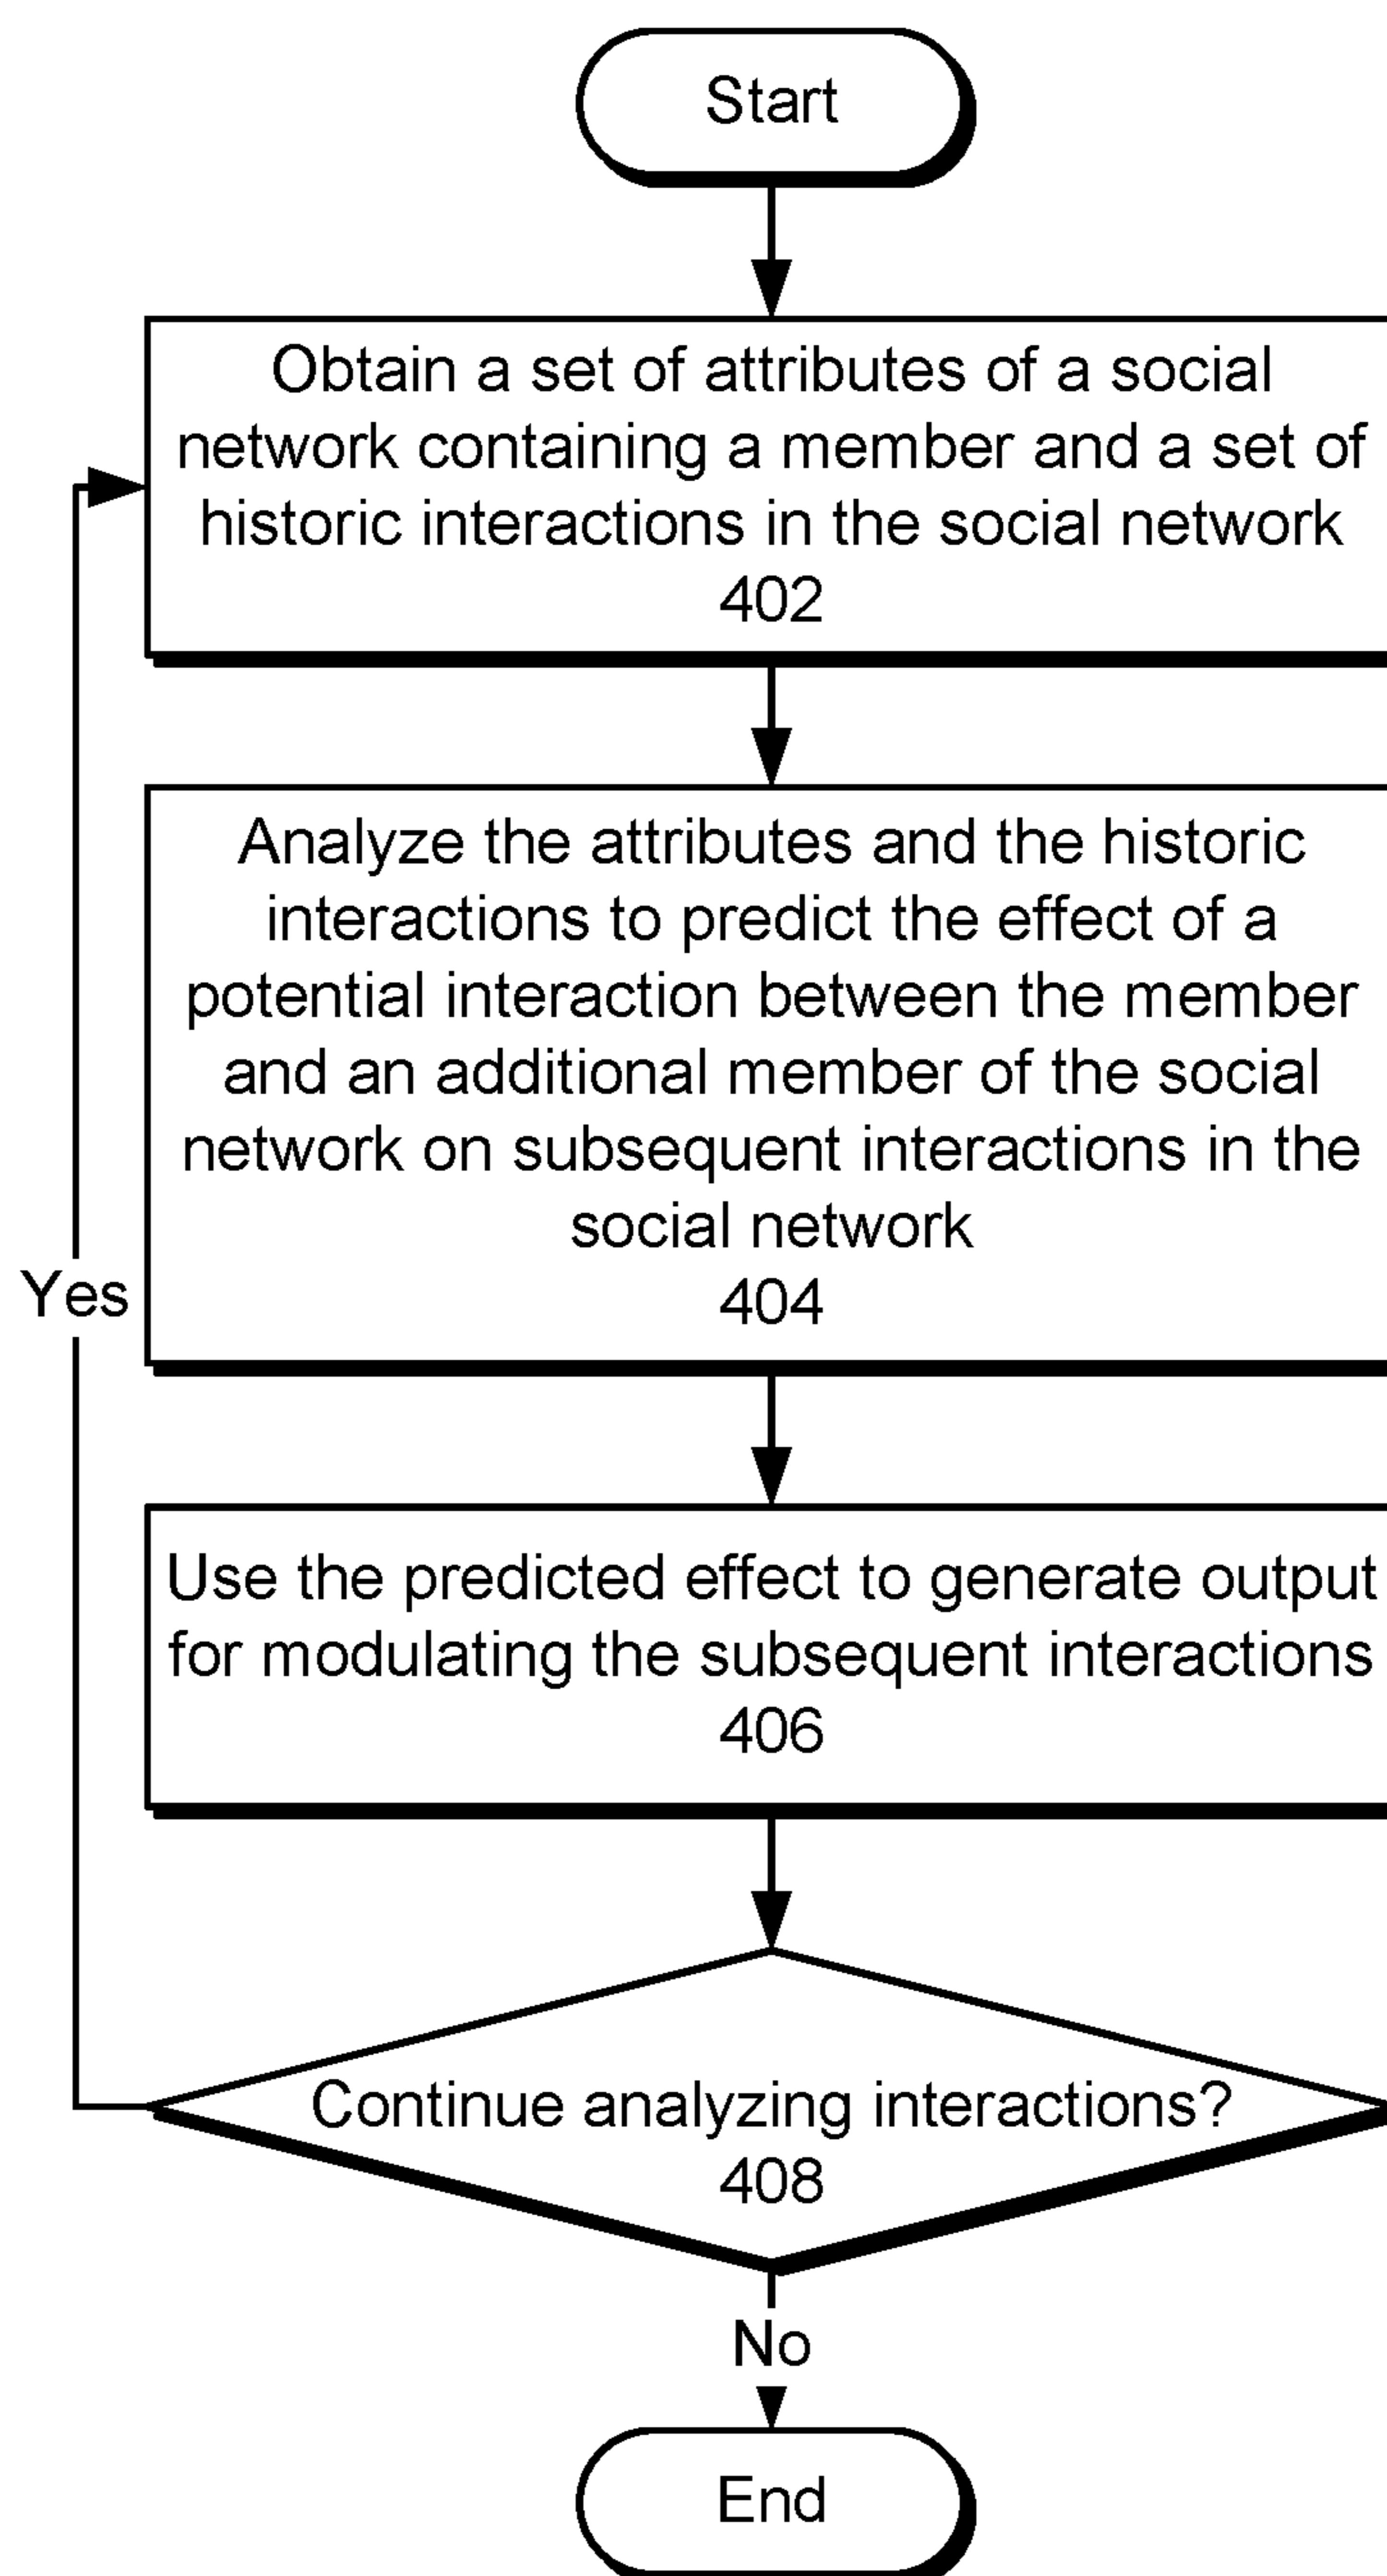 Start
Obtain a set of attributes of a social
network containing a member and a set of
historic interactions in the social network
402
Analyze the attributes and the historic
interactions to predict the effect of a
potential interaction between the member
and an additional member of the social
network on subsequent interactions in the
social network
404
Yes
Use the predicted effect to generate output
for modulating the subsequent interactions
406
Continue analyzing interactions?
408
No
End